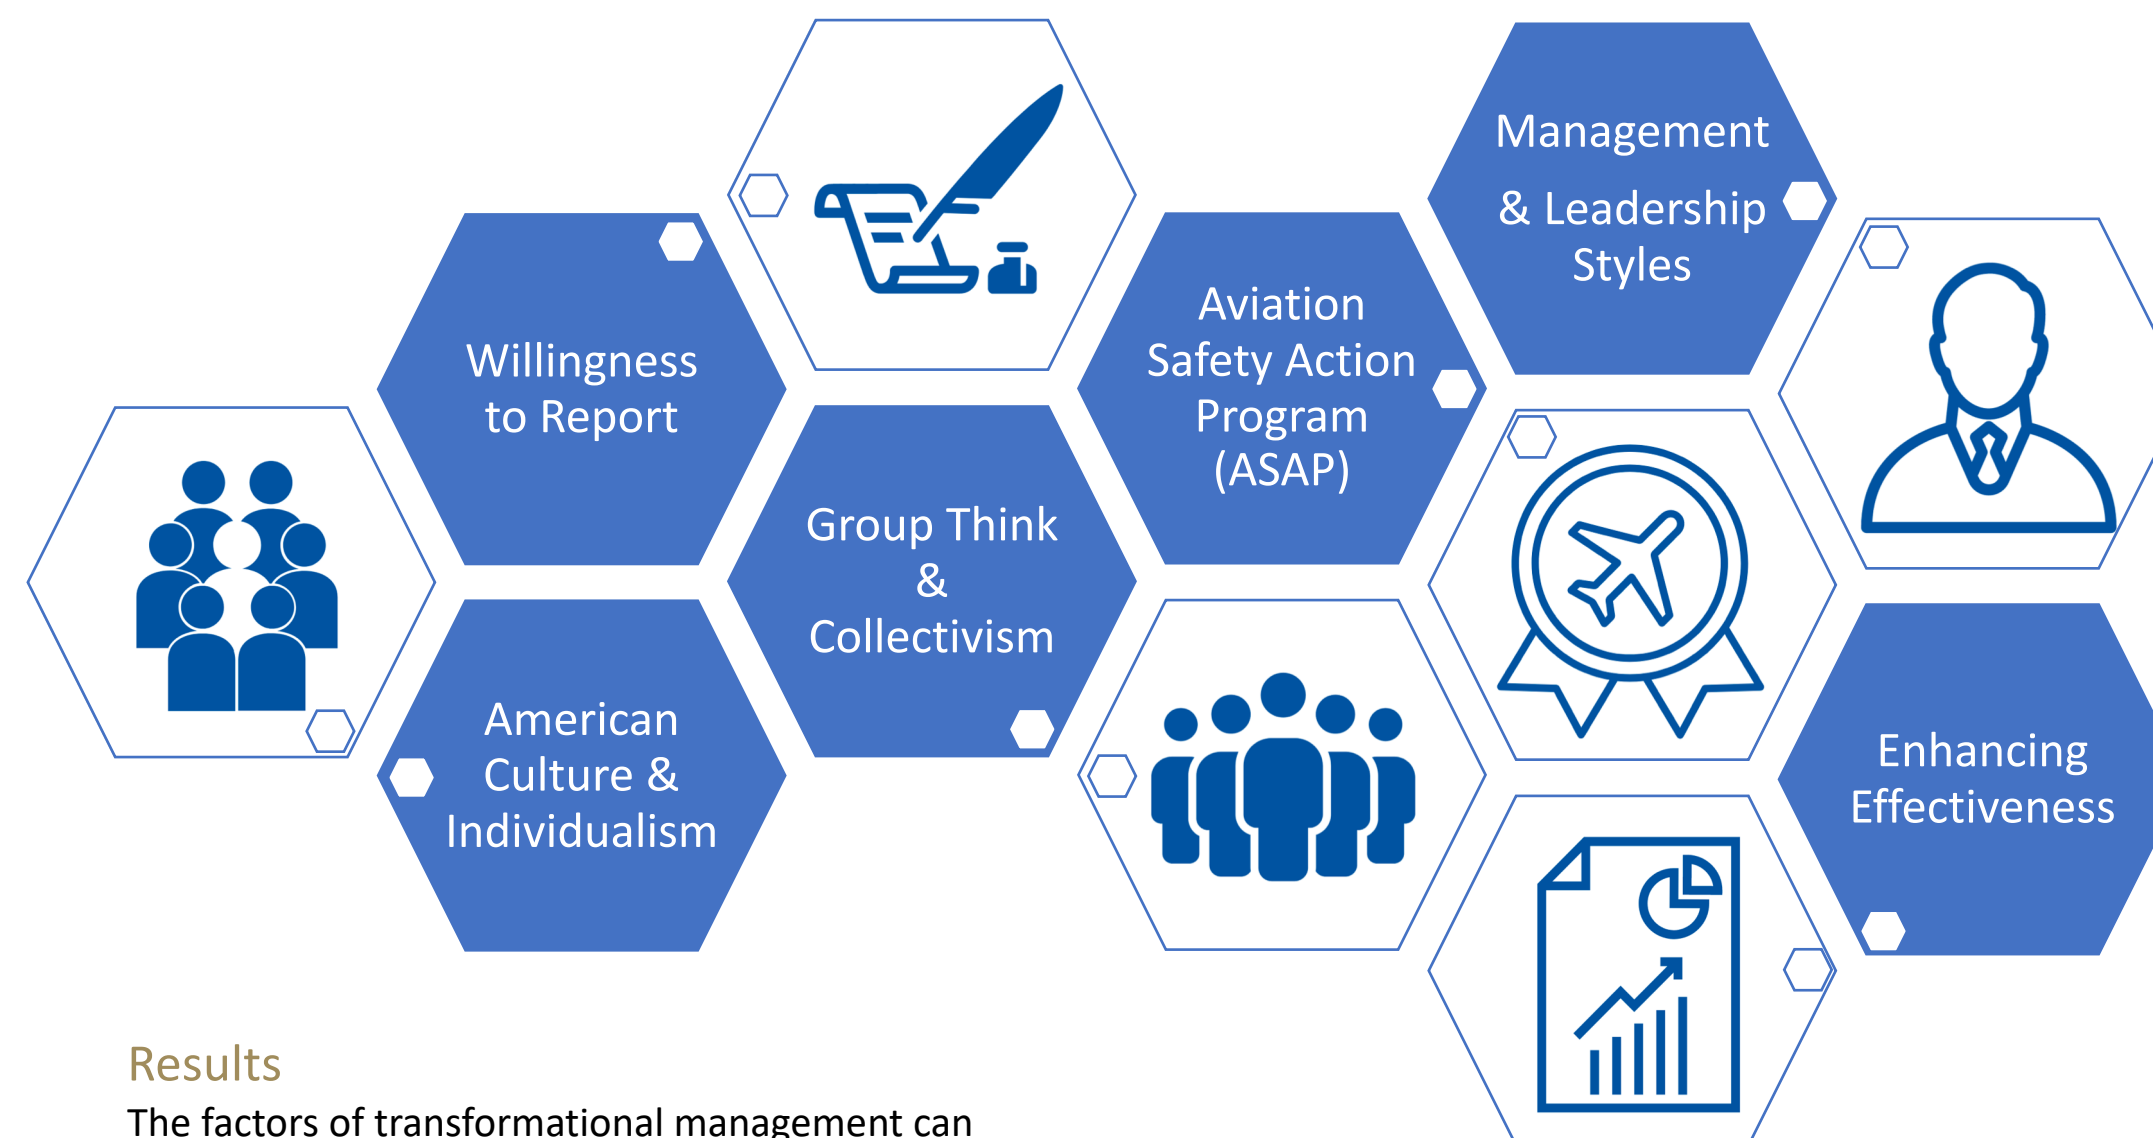 Willingness
to Report
American
Culture &
Individualism
Group Think
&
Collectivism
Aviation
Safety Action
Program
(ASAP)
Management
& Leadership
Styles
Enhancing
Effectiveness
Results
The factors of transformational management can